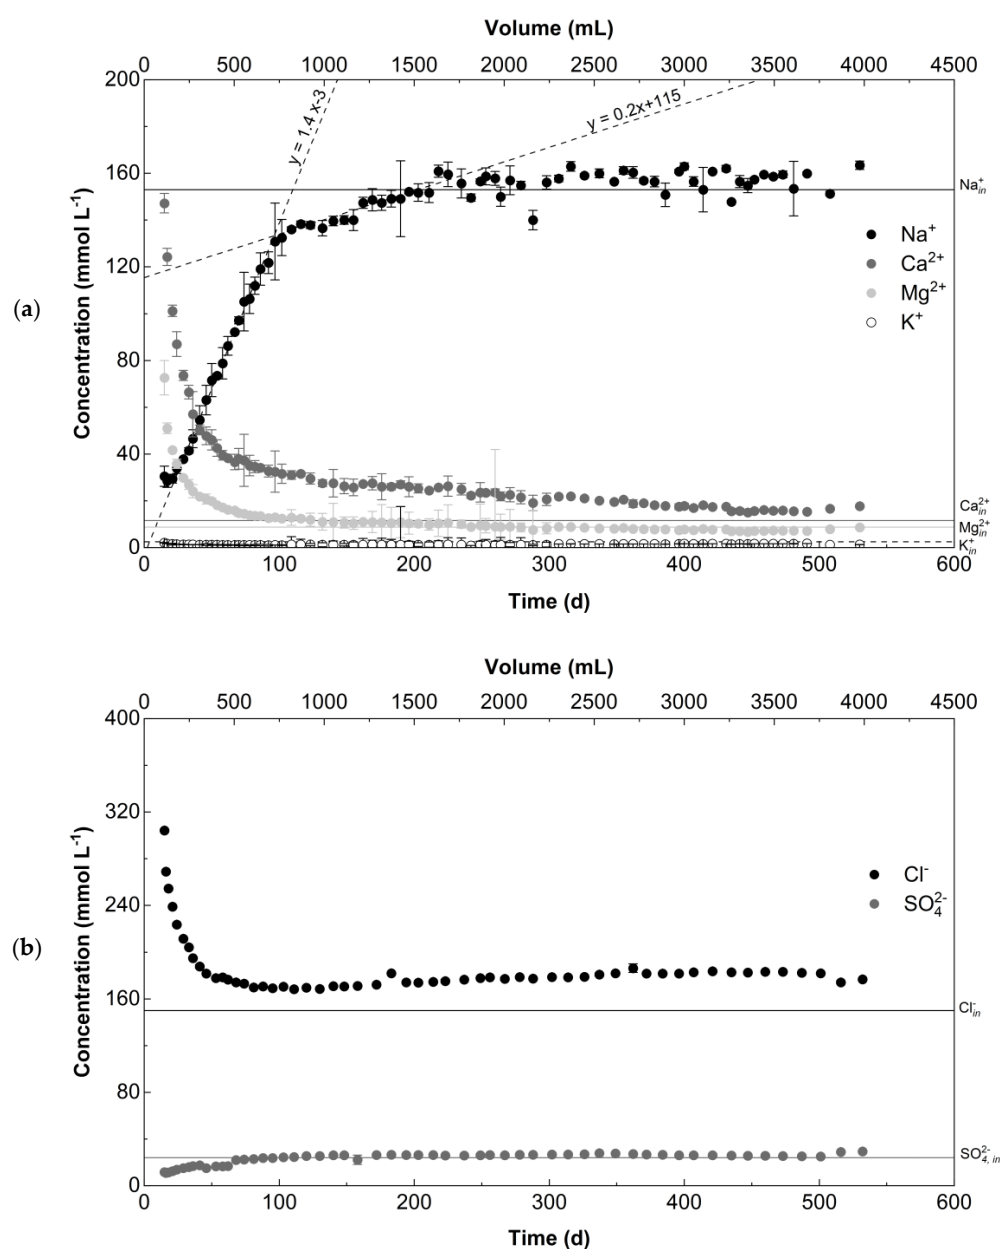 Volume (mL)
0 500 1000 1500 2000 2500 3000 3500 4000 4500
200
160
120
80
40
0
Concentration (mmol L⁻¹)
y = 1.4 x-3
y = 0.2x+115
Na⁺in
Na⁺
Ca²⁺
Mg²⁺
K⁺
Ca²⁺in
Mg²⁺in
K⁺in
(a)
0 100 200 300 400 500 600
Time (d)
Volume (mL)
0 500 1000 1500 2000 2500 3000 3500 4000 4500
400
320
240
160
80
0
Concentration (mmol L⁻¹)
Cl⁻
SO₄²⁻
(b)
Cl⁻in
SO₄²⁻, in
0 100 200 300 400 500 600
Time (d)